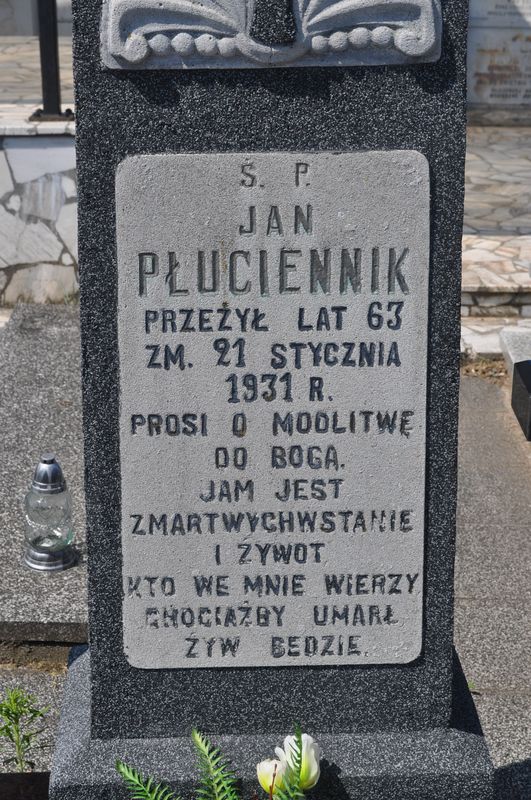 Ś. P.
JAN
PŁUCIENNIK
PRZEŻYŁ LAT 63
ZM. 21 STYCZNIA
1931 R.
PROSI O MODLITWĘ
DO BOGA.
JAM JEST
ZMARTWYCHWSTANIE
I ŻYWOT
KTO WE MNIE WIERZY
CHOCIAŻBY UMARŁ
ŻYW BĘDZIE.